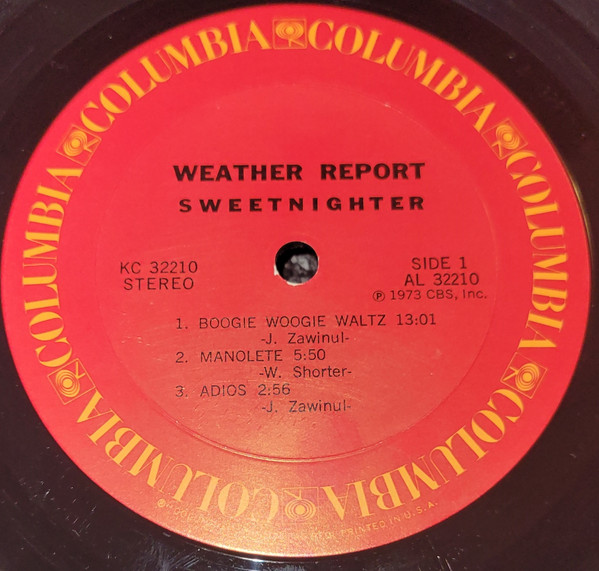 COLUMBIA COLUMBIA COLUMBIA COLUMBIA COLUMBIA COLUMBIA
WEATHER REPORT
SWEETNIGHTER
KC 32210
STEREO
SIDE 1
AL 32210
Ⓟ 1973 CBS, Inc.
1. BOOGIE WOOGIE WALTZ 13:01
-J. Zawinul-
2. MANOLETE 5:50
-W. Shorter-
3. ADIOS 2:56
-J. Zawinul-
PRINTED IN U.S.A.